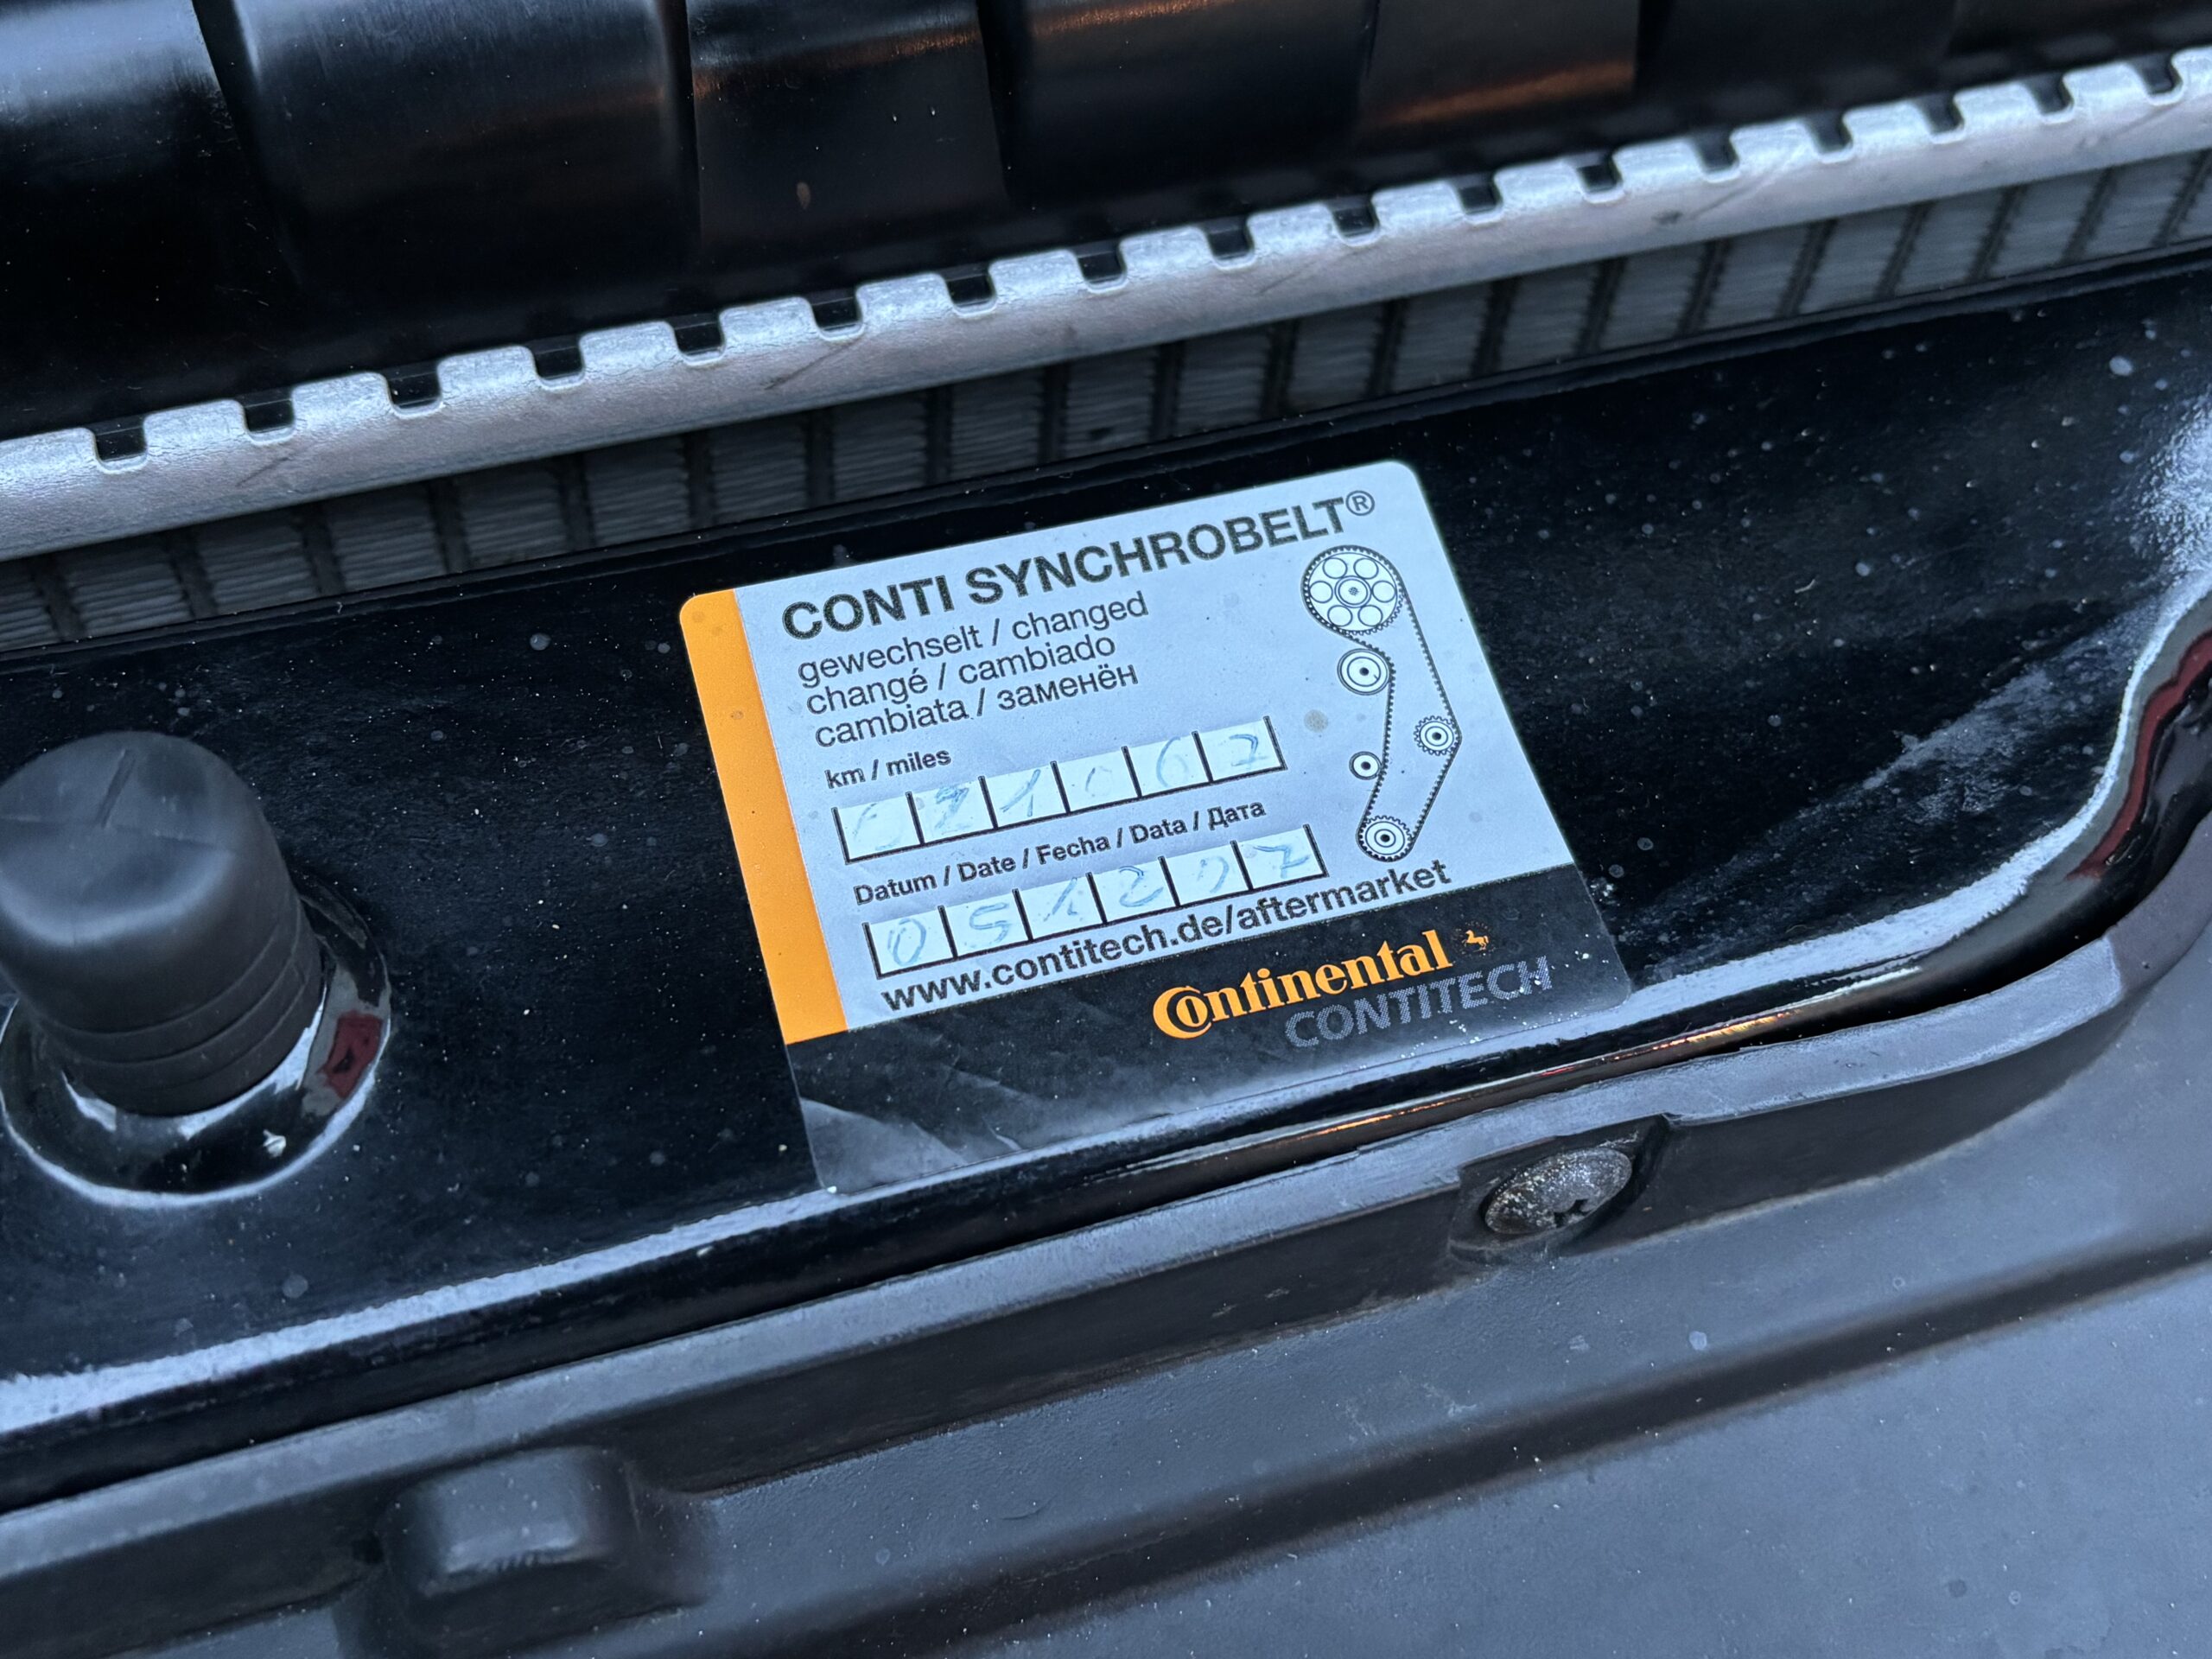 CONTI SYNCHROBELT®
gewechselt / changed
changé / cambiado
cambiata / заменён
km / miles
Datum / Date / Fecha / Data / Дата
www.contitech.de/aftermarket
Continental
CONTITECH